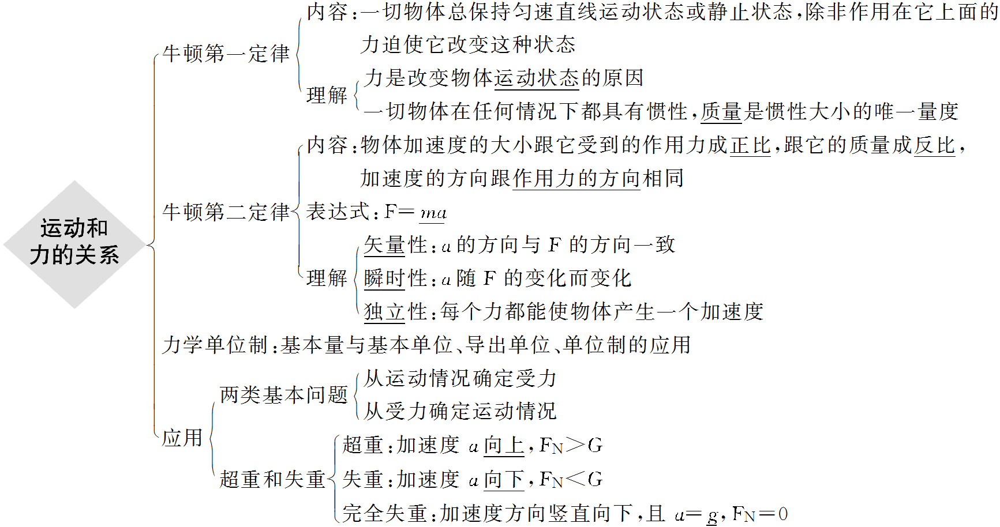 内容:一切物体总保持匀速直线运动状态或静止状态,除非作用在它上面的
力迫使它改变这种状态
牛顿第一定律
力是改变物体运动状态的原因
理解
一切物体在任何情况下都具有惯性,质量是惯性大小的唯一量度
内容:物体加速度的大小跟它受到的作用力成正比,跟它的质量成反比,
加速度的方向跟作用力的方向相同
牛顿第二定律
表达式:F=ma
运动和
力的关系
矢量性:a的方向与 F 的方向一致
理解
瞬时性:a随 F 的变化而变化
独立性:每个力都能使物体产生一个加速度
力学单位制:基本量与基本单位、导出单位、单位制的应用
应用
两类基本问题
从运动情况确定受力
从受力确定运动情况
超重和失重
超重:加速度 a向上,FN>G
失重:加速度 a向下,FN<G
完全失重:加速度方向竖直向下,且 a=g,FN=0